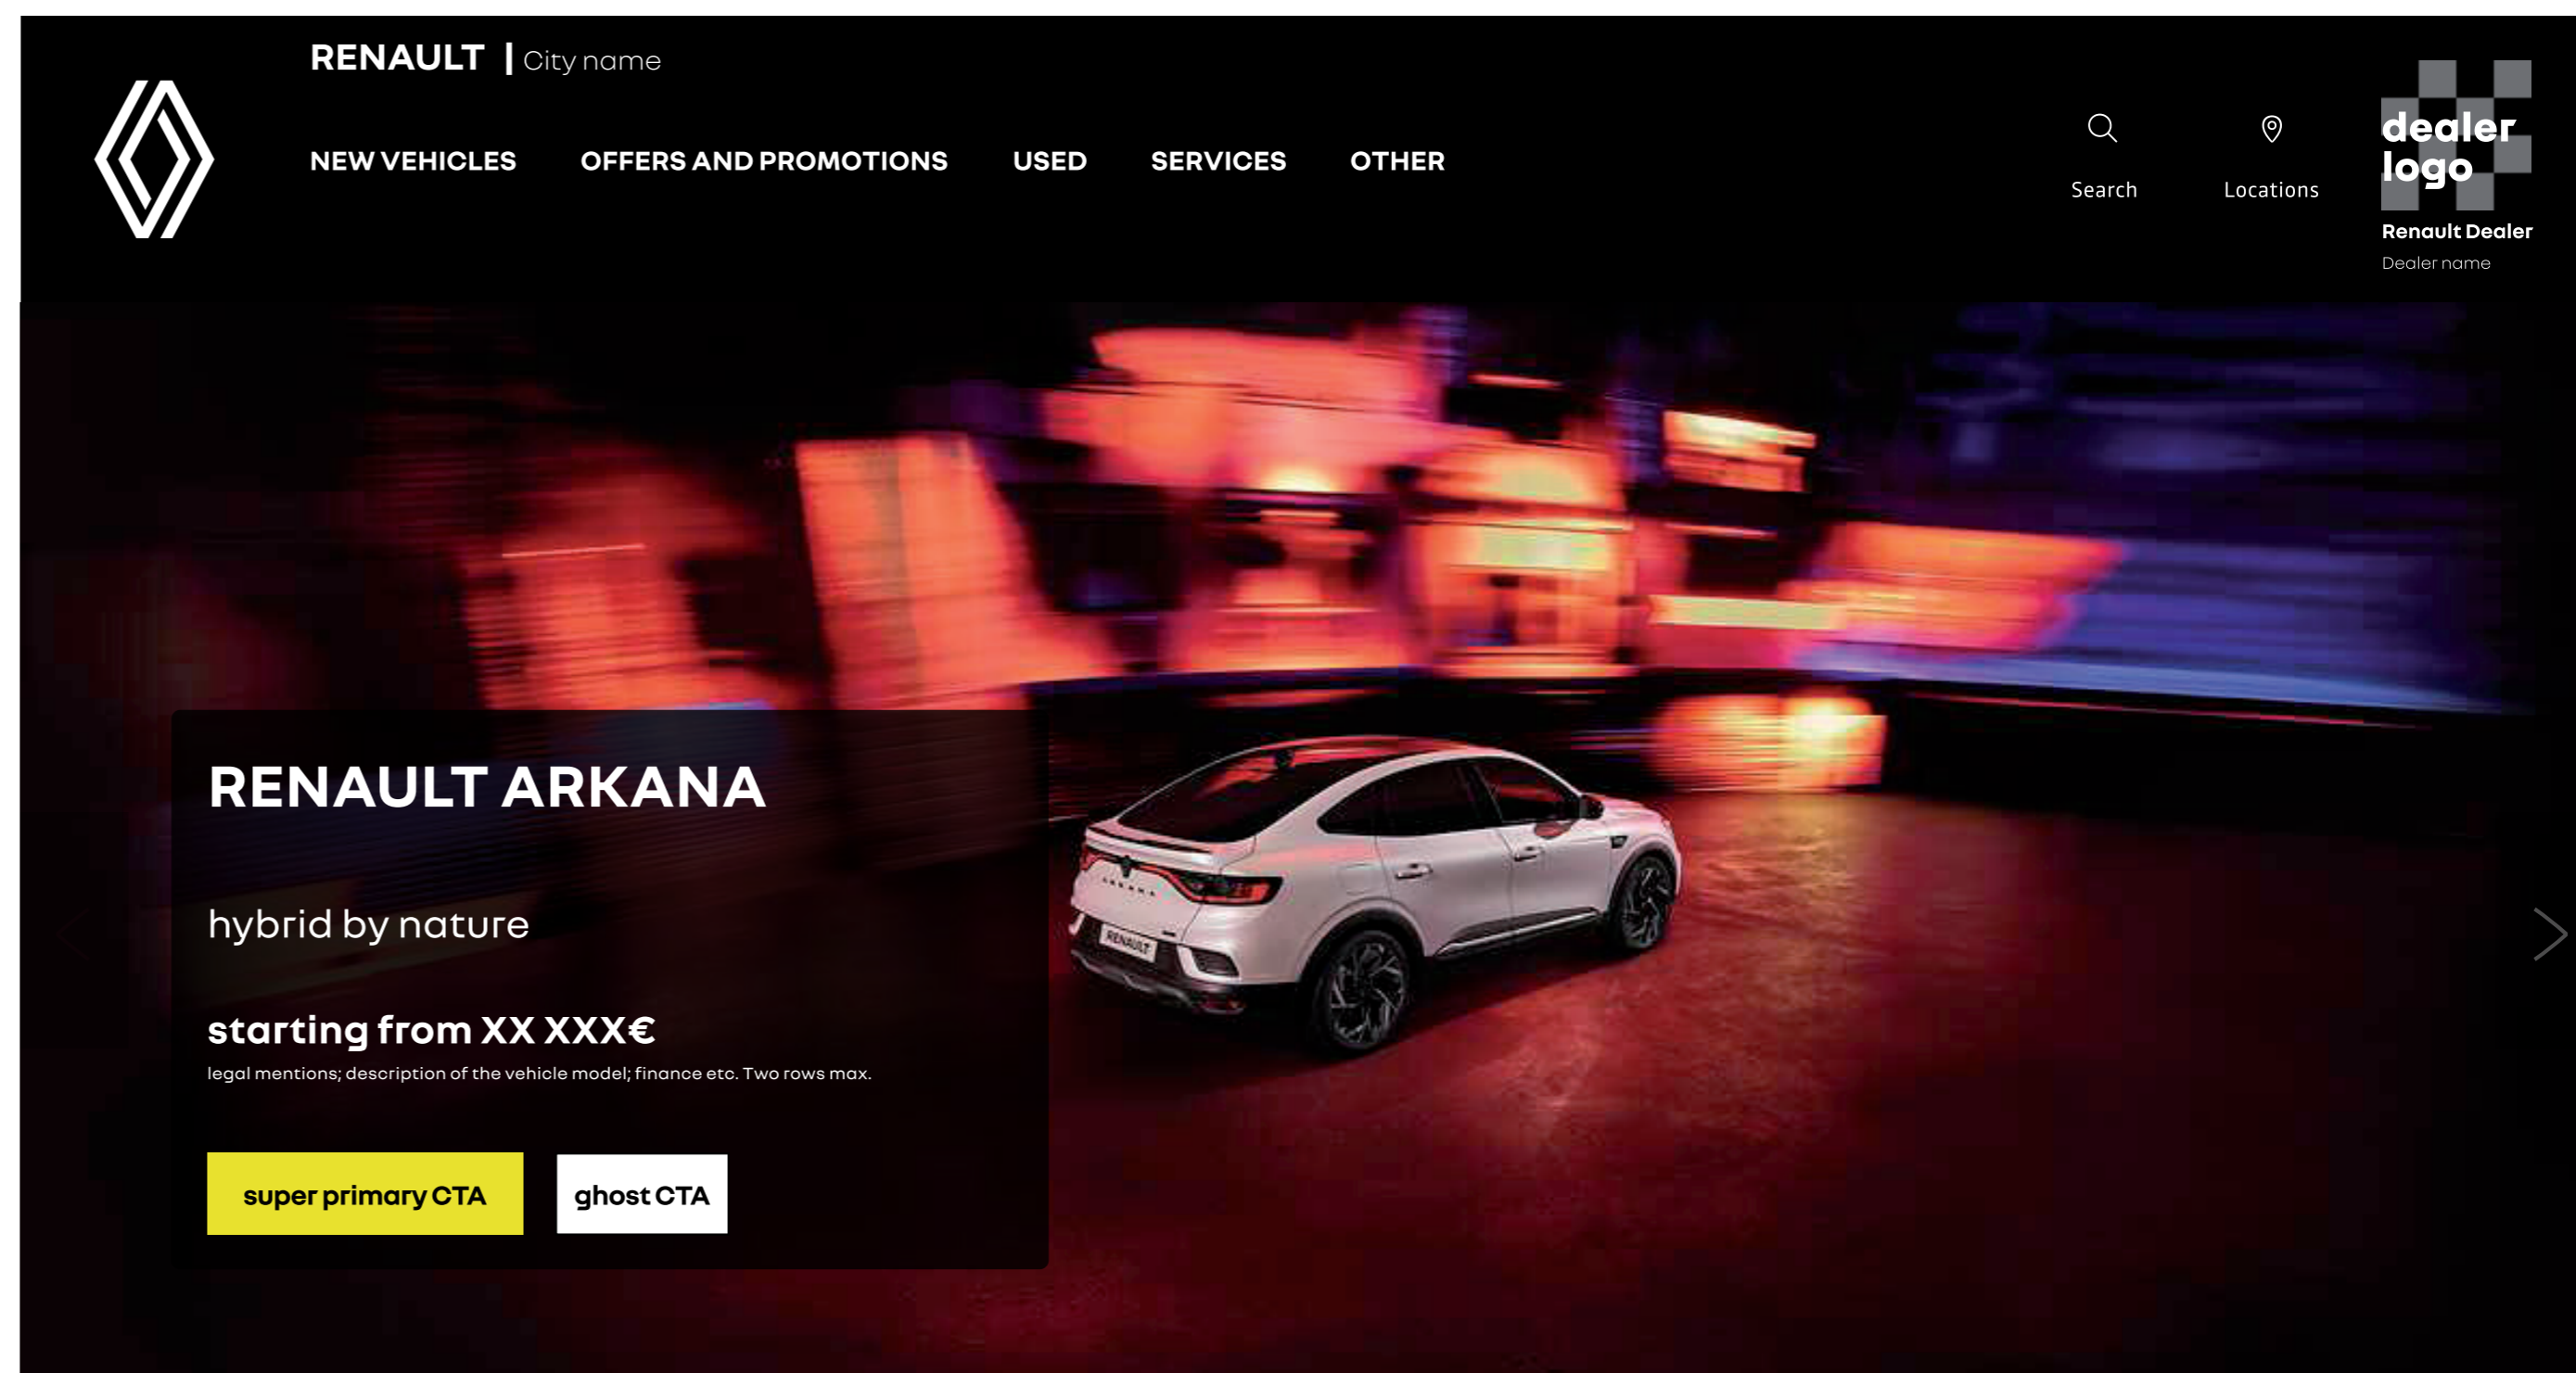 RENAULT | City name
NEW VEHICLES OFFERS AND PROMOTIONS USED SERVICES OTHER
Search
Locations
dealer
logo
Renault Dealer
Dealer name
RENAULT ARKANA
hybrid by nature
starting from XX XXX€
legal mentions; description of the vehicle model; finance etc. Two rows max.
super primary CTA
ghost CTA
ARKANA
RENAULT